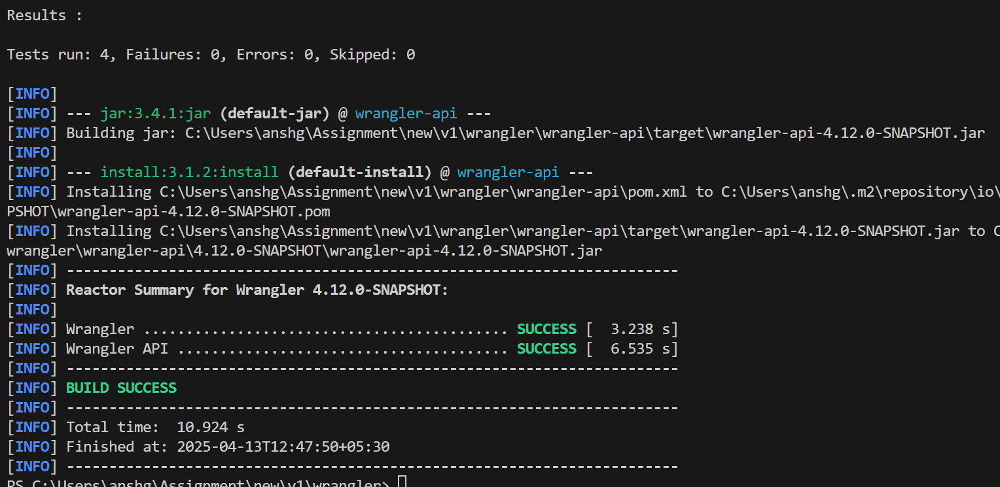 Results :
Tests run: 4, Failures: 0, Errors: 0, Skipped: 0
[INFO]
[INFO] --- jar:3.4.1:jar (default-jar) @ wrangler-api ---
[INFO] Building jar: C:\Users\anshg\Assignment\new\v1\wrangler\wrangler-api\target\wrangler-api-4.12.0-SNAPSHOT.jar
[INFO]
[INFO] --- install:3.1.2:install (default-install) @ wrangler-api ---
[INFO] Installing C:\Users\anshg\Assignment\new\v1\wrangler\wrangler-api\pom.xml to C:\Users\anshg\.m2\repository\io\
PSHOT\wrangler-api-4.12.0-SNAPSHOT.pom
[INFO] Installing C:\Users\anshg\Assignment\new\v1\wrangler\wrangler-api\target\wrangler-api-4.12.0-SNAPSHOT.jar to C
wrangler\wrangler-api\4.12.0-SNAPSHOT\wrangler-api-4.12.0-SNAPSHOT.jar
[INFO] ------------------------------------------------------------------------
[INFO] Reactor Summary for Wrangler 4.12.0-SNAPSHOT:
[INFO]
[INFO] Wrangler ........................................... SUCCESS [  3.238 s]
[INFO] Wrangler API ....................................... SUCCESS [  6.535 s]
[INFO] ------------------------------------------------------------------------
[INFO] BUILD SUCCESS
[INFO] ------------------------------------------------------------------------
[INFO] Total time:  10.924 s
[INFO] Finished at: 2025-04-13T12:47:50+05:30
[INFO] ------------------------------------------------------------------------
PS C:\Users\anshg\Assignment\new\v1\wrangler>